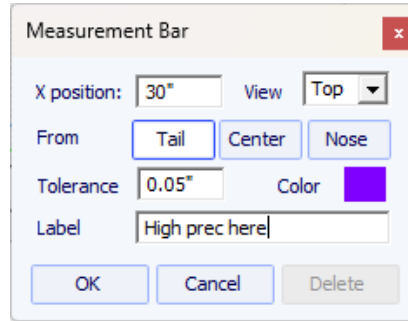 Measurement Bar
x
X position: 30" View Top
From Tail Center Nose
Tolerance 0.05" Color
Label High prec here
OK Cancel Delete